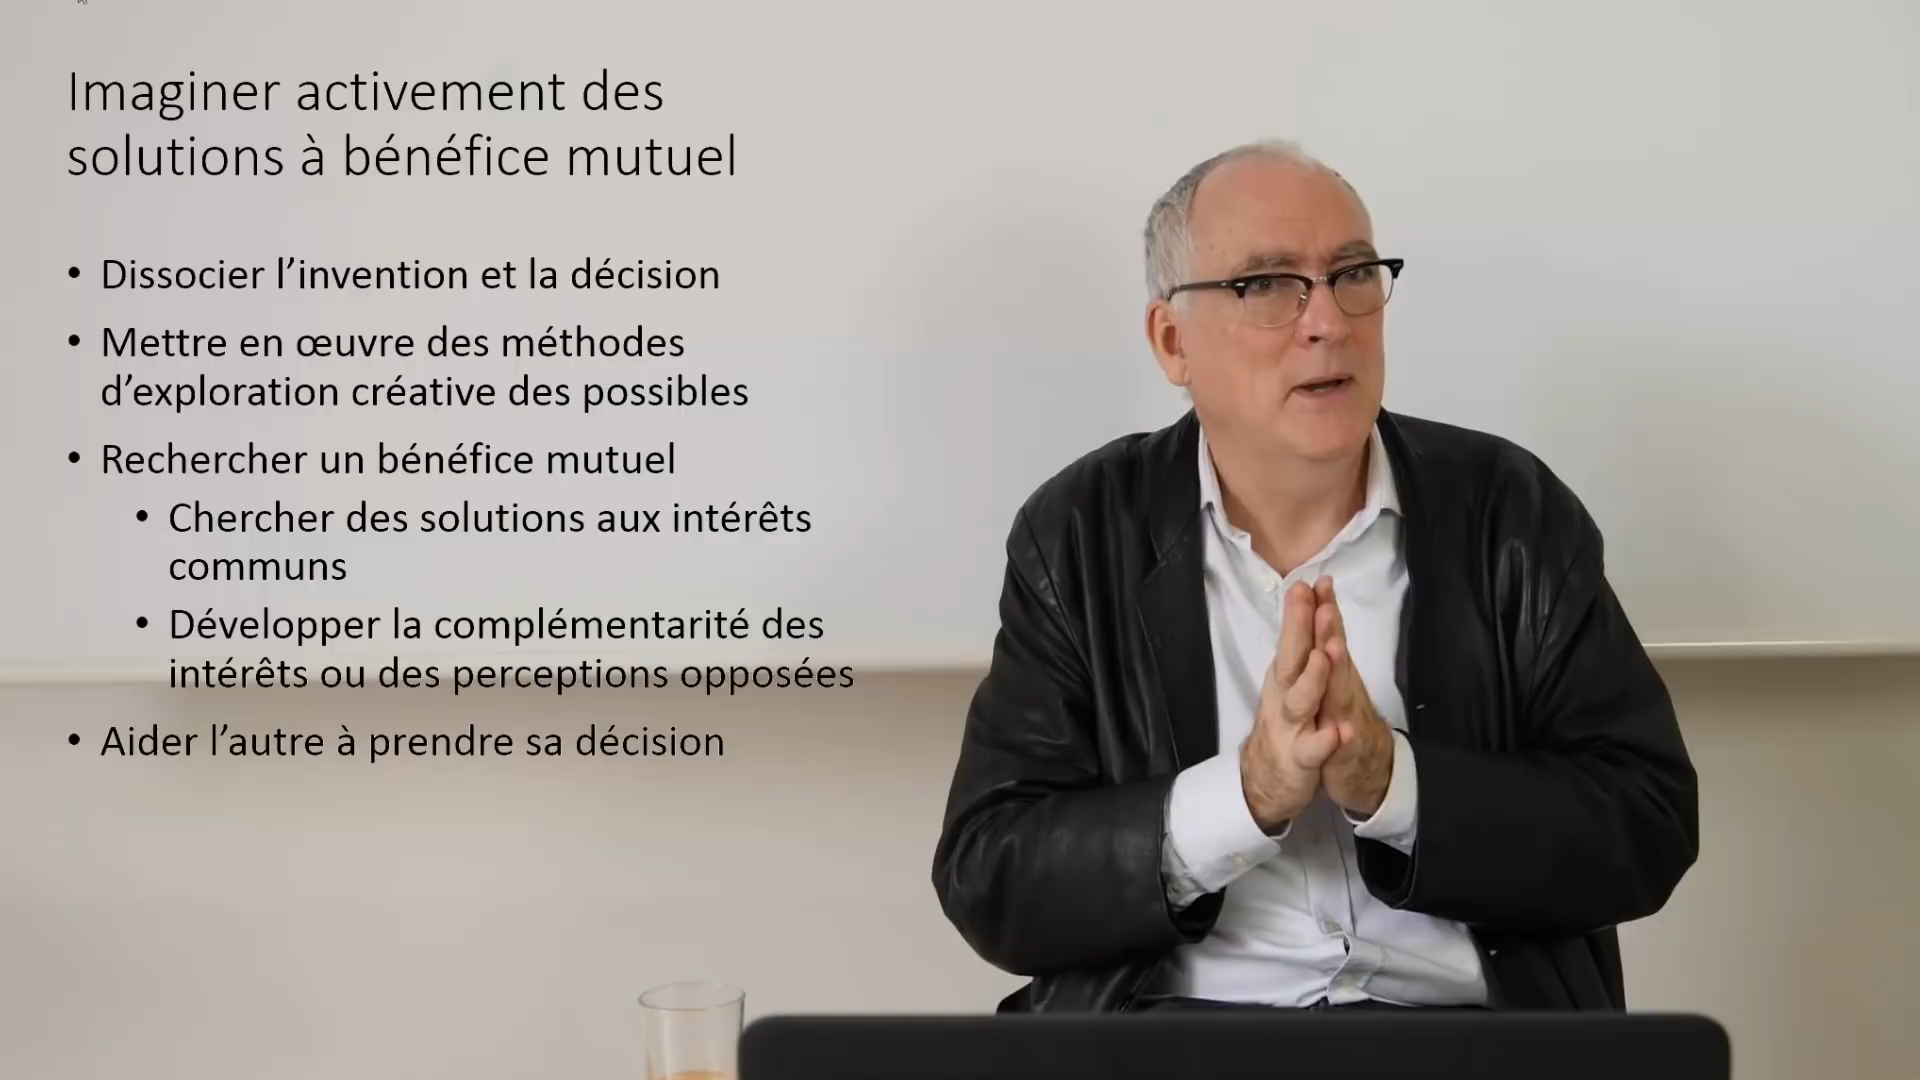 Imaginer activement des
solutions à bénéfice mutuel
• Dissocier l’invention et la décision
• Mettre en œuvre des méthodes
d’exploration créative des possibles
• Rechercher un bénéfice mutuel
• Chercher des solutions aux intérêts
communs
• Développer la complémentarité des
intérêts ou des perceptions opposées
• Aider l’autre à prendre sa décision